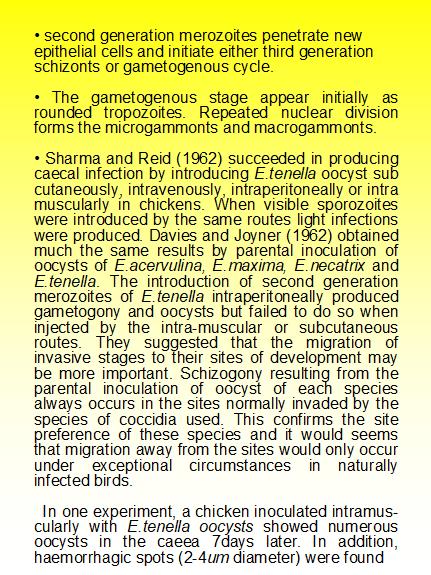 • second generation merozoites penetrate new
epithelial cells and initiate either third generation
schizonts or gametogenous cycle.
• The gametogenous stage appear initially as
rounded tropozoites. Repeated nuclear division
forms the microgammonts and macrogammonts.
• Sharma and Reid (1962) succeeded in producing
caecal infection by introducing E.tenella oocyst sub
cutaneously, intravenously, intraperitoneally or intra
muscularly in chickens. When visible sporozoites
were introduced by the same routes light infections
were produced. Davies and Joyner (1962) obtained
much the same results by parental inoculation of
oocysts of E.acervulina, E.maxima, E.necatrix and
E.tenella. The introduction of second generation
merozoites of E.tenella intraperitoneally produced
gametogony and oocysts but failed to do so when
injected by the intra-muscular or subcutaneous
routes. They suggested that the migration of
invasive stages to their sites of development may
be more important. Schizogony resulting from the
parental inoculation of oocyst of each species
always occurs in the sites normally invaded by the
species of coccidia used. This confirms the site
preference of these species and it would seems
that migration away from the sites would only occur
under exceptional circumstances in naturally
infected birds.
In one experiment, a chicken inoculated intramus-
cularly with E.tenella oocysts showed numerous
oocysts in the caeea 7days later. In addition,
haemorrhagic spots (2-4um diameter) were found